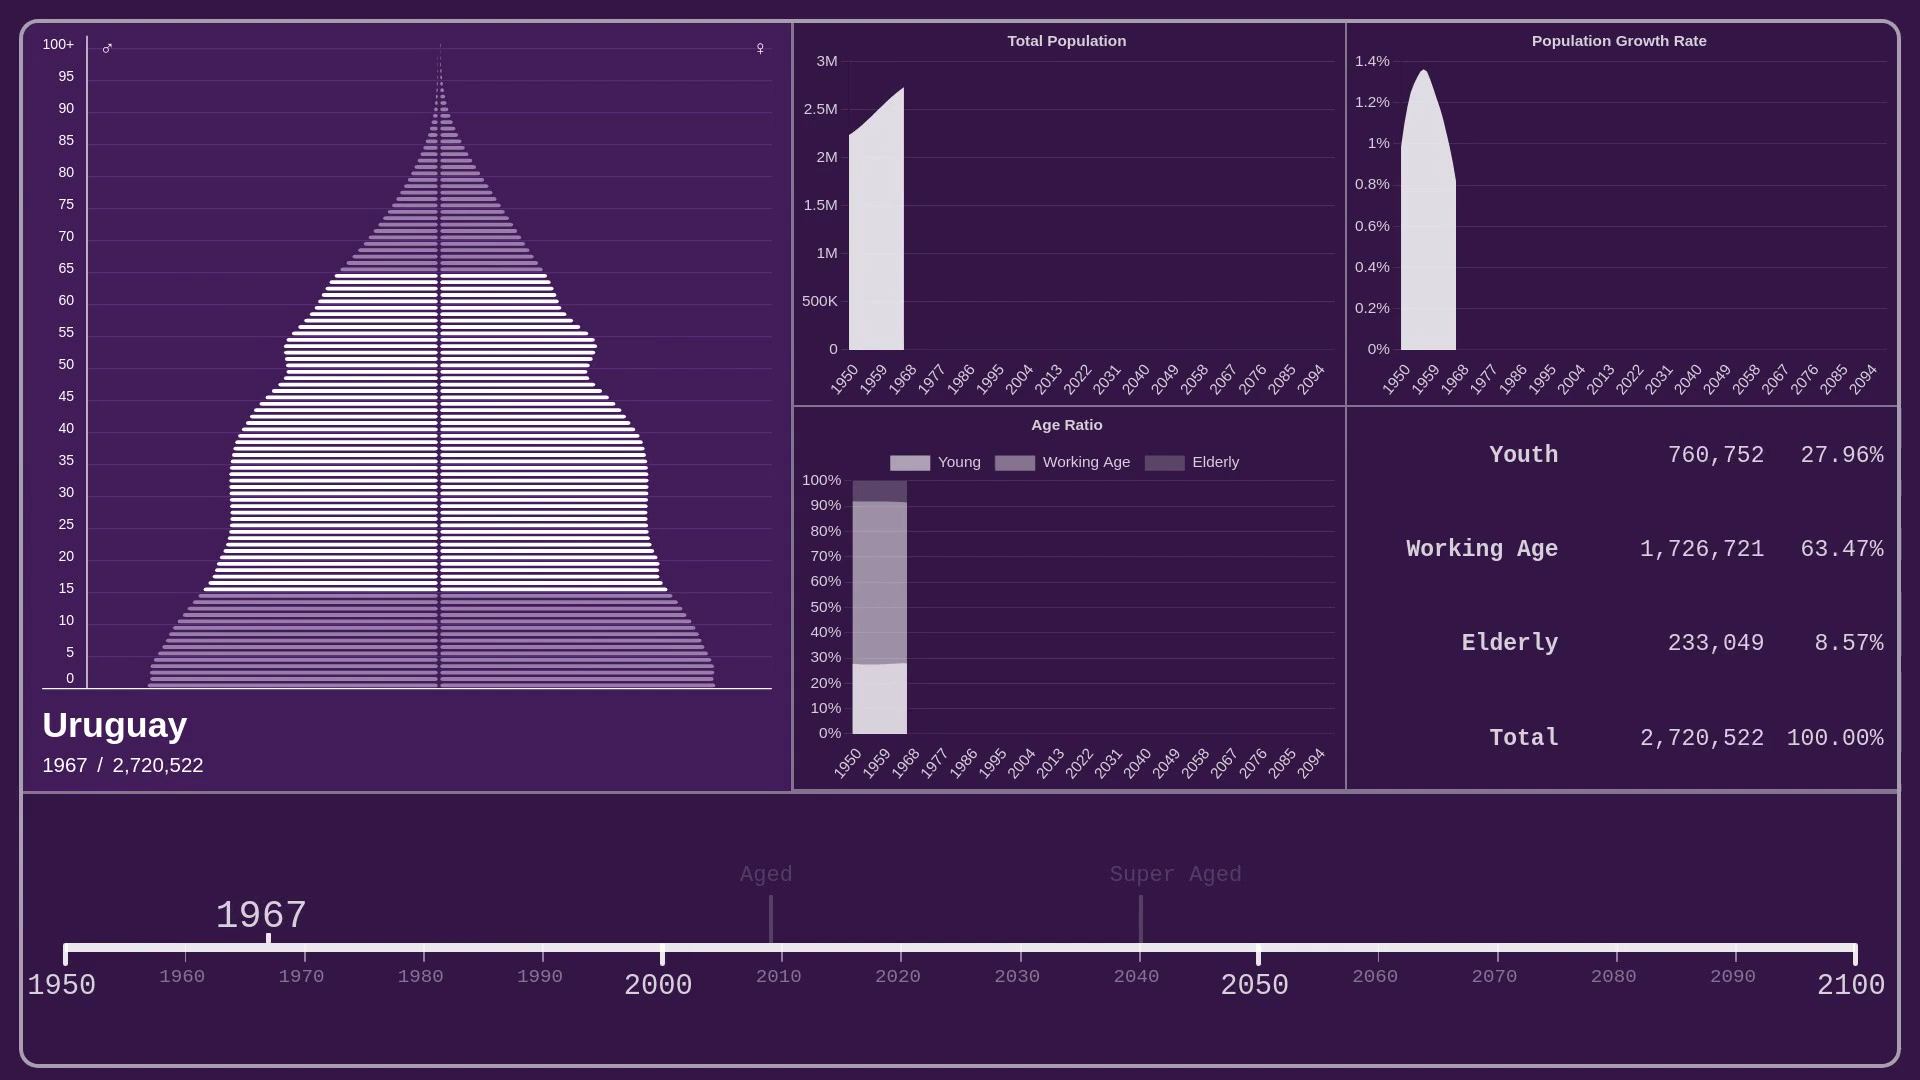 ♂ ♀
100+
95
90
85
80
75
70
65
60
55
50
45
40
35
30
25
20
15
10
5
0
Uruguay
1967 / 2,720,522
Total Population
3M
2.5M
2M
1.5M
1M
500K
0
1950 1959 1968 1977 1986 1995 2004 2013 2022 2031 2040 2049 2058 2067 2076 2085 2094
Population Growth Rate
1.4%
1.2%
1%
0.8%
0.6%
0.4%
0.2%
0%
1950 1959 1968 1977 1986 1995 2004 2013 2022 2031 2040 2049 2058 2067 2076 2085 2094
Age Ratio
Young Working Age Elderly
100%
90%
80%
70%
60%
50%
40%
30%
20%
10%
0%
1950 1959 1968 1977 1986 1995 2004 2013 2022 2031 2040 2049 2058 2067 2076 2085 2094
Youth 760,752 27.96%
Working Age 1,726,721 63.47%
Elderly 233,049 8.57%
Total 2,720,522 100.00%
Aged Super Aged
1967
1950 1960 1970 1980 1990 2000 2010 2020 2030 2040 2050 2060 2070 2080 2090 2100